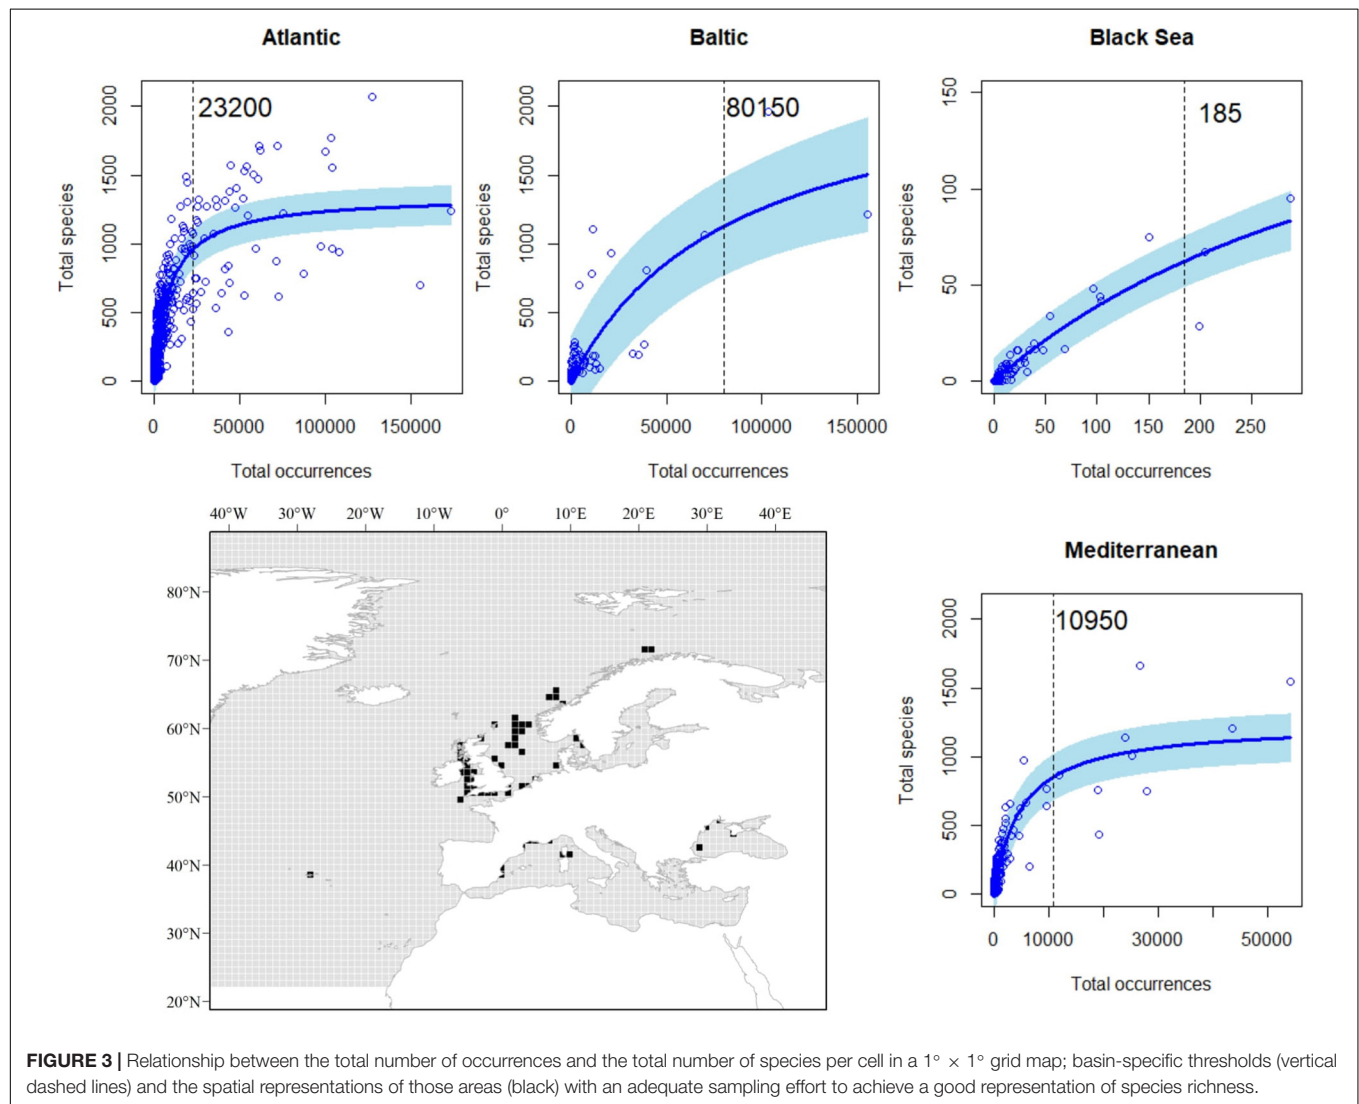 Atlantic
Baltic
Black Sea
Total species
2000
1500
1000
500
0
23200
0
50000
100000
150000
Total occurrences
Total species
2000
1500
1000
500
0
80150
0
50000
100000
150000
Total occurrences
Total species
150
100
50
0
185
0
50
100
150
200
250
Total occurrences
40°W 30°W 20°W 10°W 0° 10°E 20°E 30°E 40°E
80°N
70°N
60°N
50°N
40°N
30°N
20°N
Mediterranean
Total species
2000
1500
1000
500
0
10950
0
10000
30000
50000
Total occurrences
FIGURE 3 | Relationship between the total number of occurrences and the total number of species per cell in a 1° × 1° grid map; basin-specific thresholds (vertical
dashed lines) and the spatial representations of those areas (black) with an adequate sampling effort to achieve a good representation of species richness.